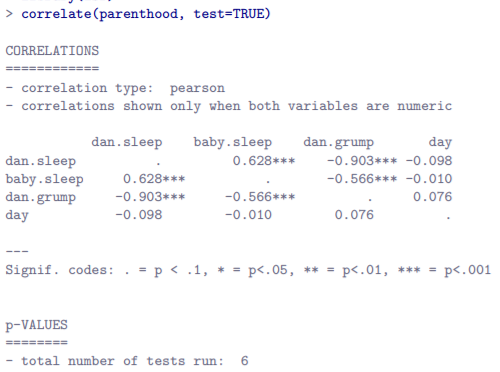 > correlate(parenthood, test=TRUE)
CORRELATIONS
============
- correlation type:  pearson
- correlations shown only when both variables are numeric
           dan.sleep    baby.sleep    dan.grump       day
dan.sleep          .         0.628***    -0.903*** -0.098
baby.sleep     0.628***          .       -0.566*** -0.010
dan.grump     -0.903***     -0.566***          .    0.076
day           -0.098        -0.010        0.076         .
---
Signif. codes: . = p < .1, * = p<.05, ** = p<.01, *** = p<.001
p-VALUES
========
- total number of tests run:  6